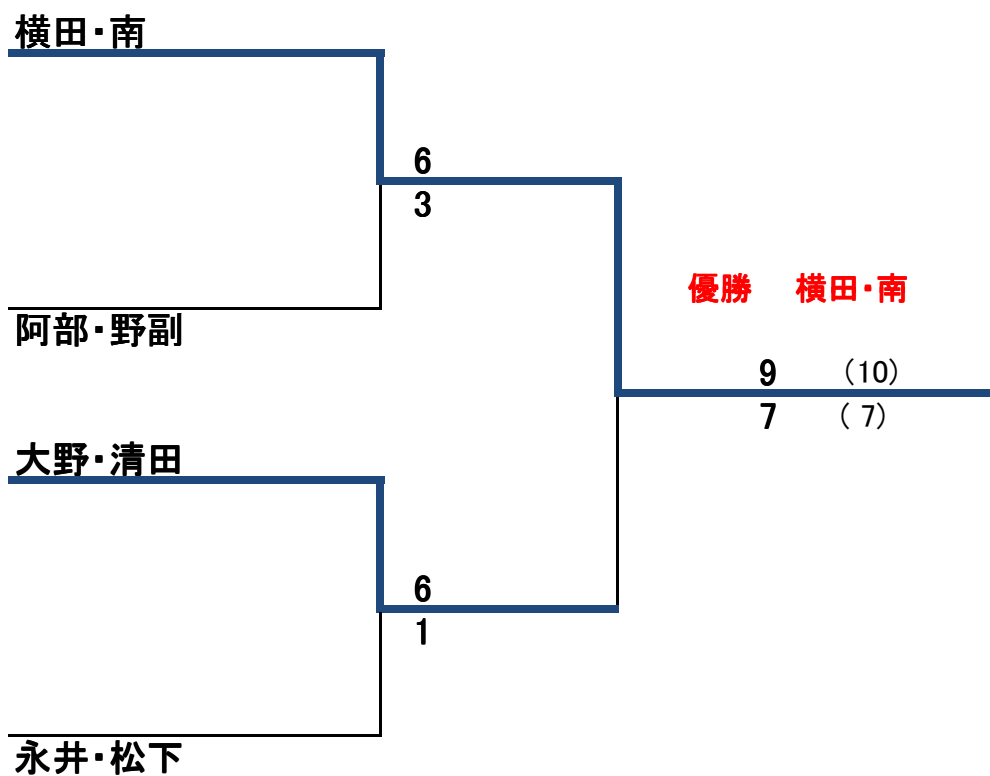 横田・南
6
3
阿部・野副
優勝　横田・南
9　（10）
7　（ 7）
大野・清田
6
1
永井・松下